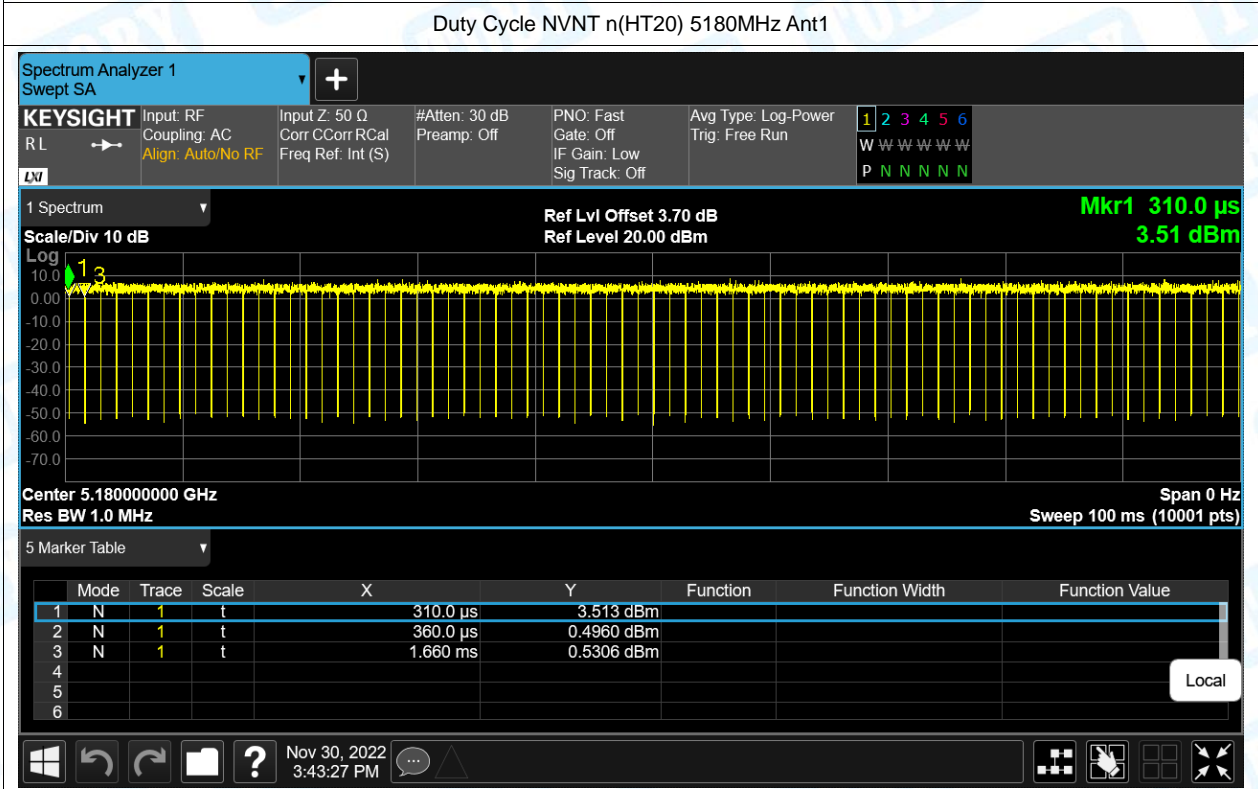 Duty Cycle NVNT n(HT20) 5180MHz Ant1
Spectrum Analyzer 1
Swept SA
KEYSIGHT
R L
LXI
Input: RF
Coupling: AC
Align: Auto/No RF
Input Z: 50 Ω
Corr CCorr RCal
Freq Ref: Int (S)
#Atten: 30 dB
Preamp: Off
PNO: Fast
Gate: Off
IF Gain: Low
Sig Track: Off
Avg Type: Log-Power
Trig: Free Run
1 2 3 4 5 6
W W W W W W
P N N N N N
1 Spectrum
Scale/Div 10 dB
Ref Lvl Offset 3.70 dB
Ref Level 20.00 dBm
Mkr1 310.0 µs
3.51 dBm
Log
1 3
10.0
0.00
-10.0
-20.0
-30.0
-40.0
-50.0
-60.0
-70.0
Center 5.180000000 GHz
Span 0 Hz
Res BW 1.0 MHz
Sweep 100 ms (10001 pts)
5 Marker Table
Mode Trace Scale X Y Function Function Width Function Value
1 N 1 t 310.0 µs 3.513 dBm
2 N 1 t 360.0 µs 0.4960 dBm
3 N 1 t 1.660 ms 0.5306 dBm
4
5
6
Local
?
Nov 30, 2022
3:43:27 PM